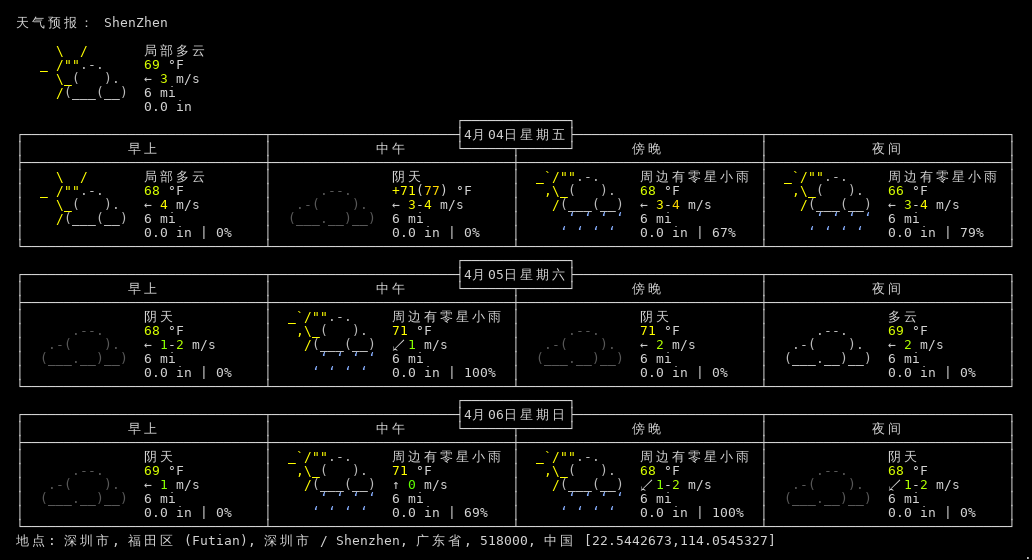 天气预报： ShenZhen
局部多云
69 °F
← 3 m/s
6 mi
0.0 in
4月04日星期五
早上 中午 傍晚 夜间
局部多云 阴天 周边有零星小雨 周边有零星小雨
68 °F +71(77) °F 68 °F 66 °F
← 4 m/s ← 3-4 m/s ← 3-4 m/s ← 3-4 m/s
6 mi 6 mi 6 mi 6 mi
0.0 in | 0% 0.0 in | 0% 0.0 in | 67% 0.0 in | 79%
4月05日星期六
早上 中午 傍晚 夜间
阴天 周边有零星小雨 阴天 多云
68 °F 71 °F 71 °F 69 °F
← 1-2 m/s ↙ 1 m/s ← 2 m/s ← 2 m/s
6 mi 6 mi 6 mi 6 mi
0.0 in | 0% 0.0 in | 100% 0.0 in | 0% 0.0 in | 0%
4月06日星期日
早上 中午 傍晚 夜间
阴天 周边有零星小雨 周边有零星小雨 阴天
69 °F 71 °F 68 °F 68 °F
← 1 m/s ↑ 0 m/s ↙ 1-2 m/s ↙ 1-2 m/s
6 mi 6 mi 6 mi 6 mi
0.0 in | 0% 0.0 in | 69% 0.0 in | 100% 0.0 in | 0%
地点: 深圳市, 福田区 (Futian), 深圳市 / Shenzhen, 广东省, 518000, 中国 [22.5442673,114.0545327]